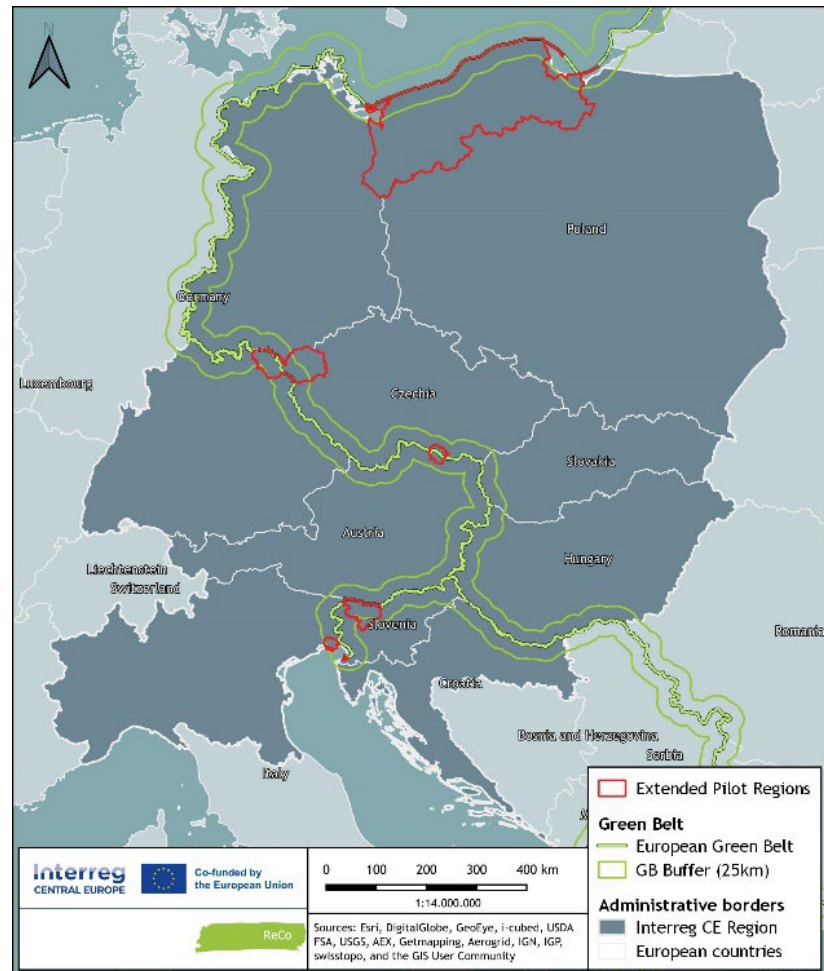 N
Poland
Germany
Luxembourg
Czechia
Slovakia
Austria
Hungary
Liechtenstein
Switzerland
Slovenia
Romania
Croatia
Bosnia and Herzegovina
Serbia
Italy
Extended Pilot Regions
Green Belt
European Green Belt
GB Buffer (25km)
Administrative borders
Interreg CE Region
European countries
Interreg
CENTRAL EUROPE
Co-funded by
the European Union
ReCo
0 100 200 300 400 km
1:14.000.000
Sources: Esri, DigitalGlobe, GeoEye, i-cubed, USDA
FSA, USGS, AEX, Getmapping, Aerogrid, IGN, IGP,
swisstopo, and the GIS User Community